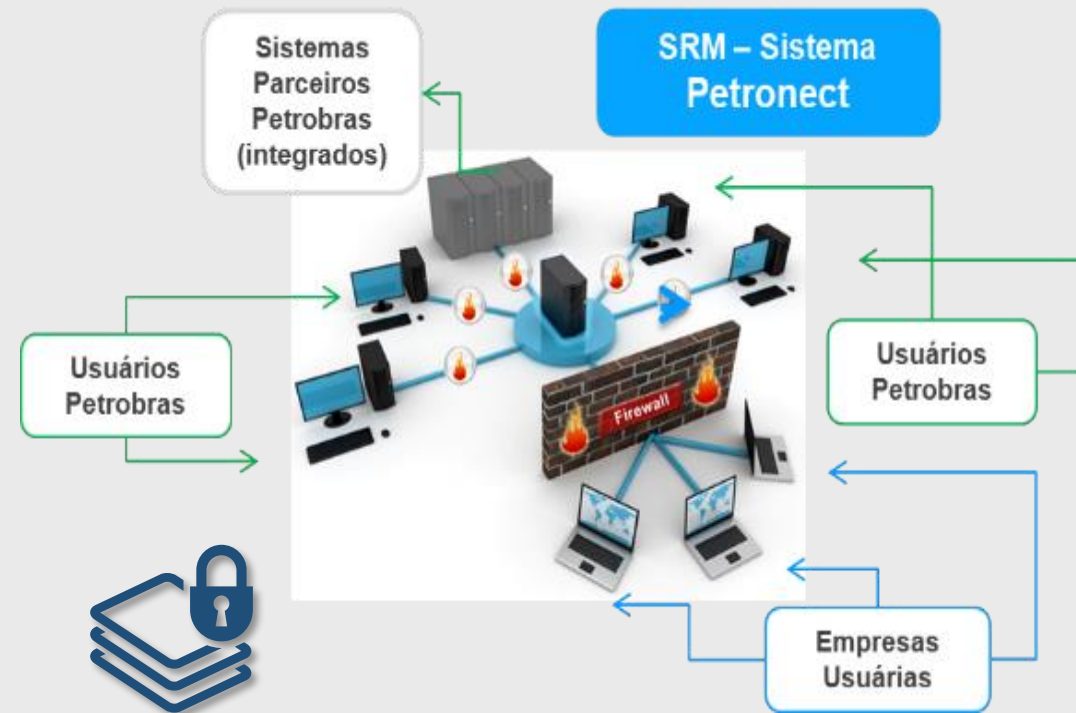 Sistemas
Parceiros
Petrobras
(integrados)
SRM – Sistema
Petronect
Usuários
Petrobras
Firewall
Usuários
Petrobras
Empresas
Usuárias